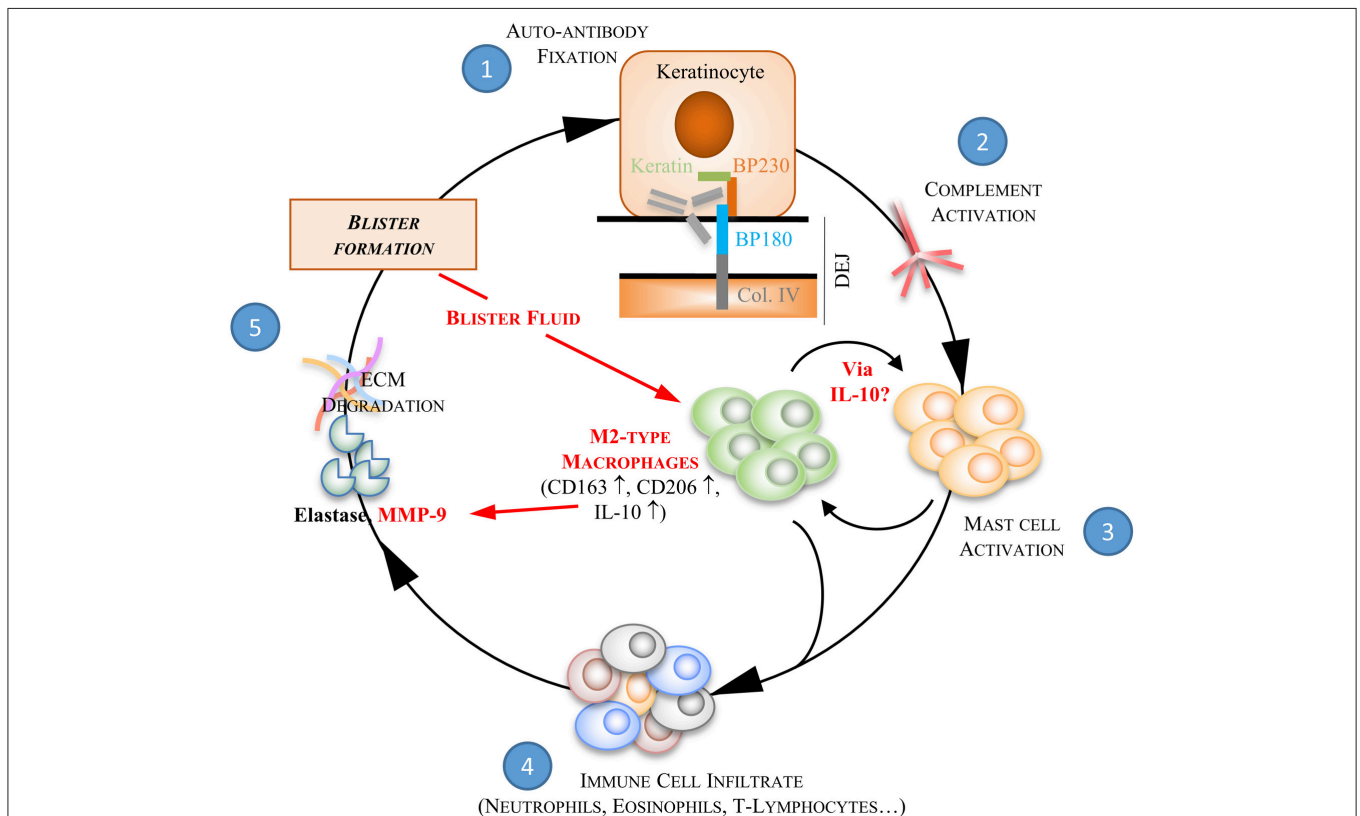 1
AUTO-ANTIBODY
FIXATION
Keratinocyte
Keratin
BP230
BP180
Col. IV
DEJ
2
COMPLEMENT
ACTIVATION
BLISTER
FORMATION
BLISTER FLUID
5
ECM
DEGRADATION
Via
IL-10?
M2-TYPE
MACROPHAGES
(CD163 ↑, CD206 ↑,
IL-10 ↑)
Elastase, MMP-9
MAST CELL
ACTIVATION
3
4
IMMUNE CELL INFILTRATE
(NEUTROPHILS, EOSINOPHILS, T-LYMPHOCYTES…)